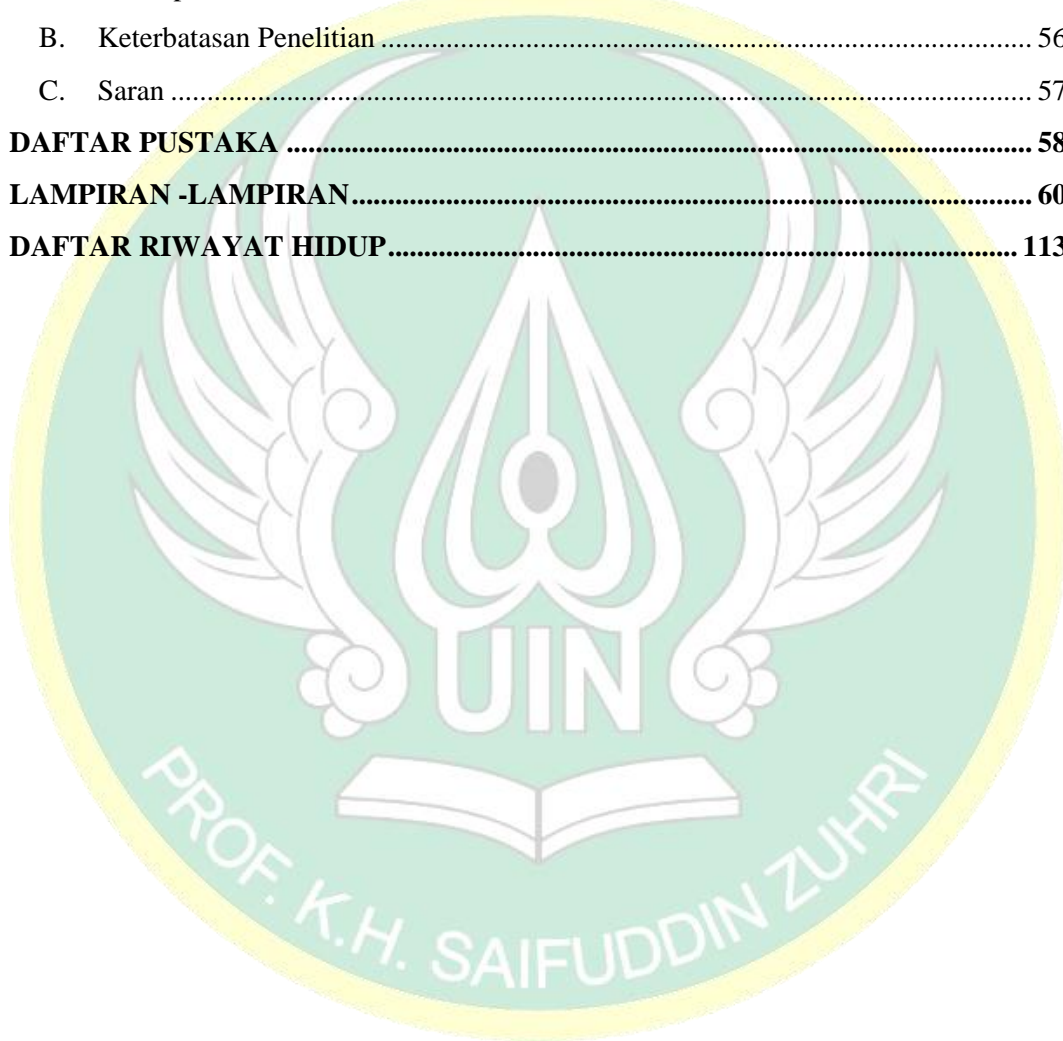 B. Keterbatasan Penelitian ........................................................................................ 56
C. Saran ..................................................................................................................... 57
DAFTAR PUSTAKA .................................................................................................. 58
LAMPIRAN -LAMPIRAN .......................................................................................... 60
DAFTAR RIWAYAT HIDUP ................................................................................... 113
UIN
PROF. K.H. SAIFUDDIN ZUHRI